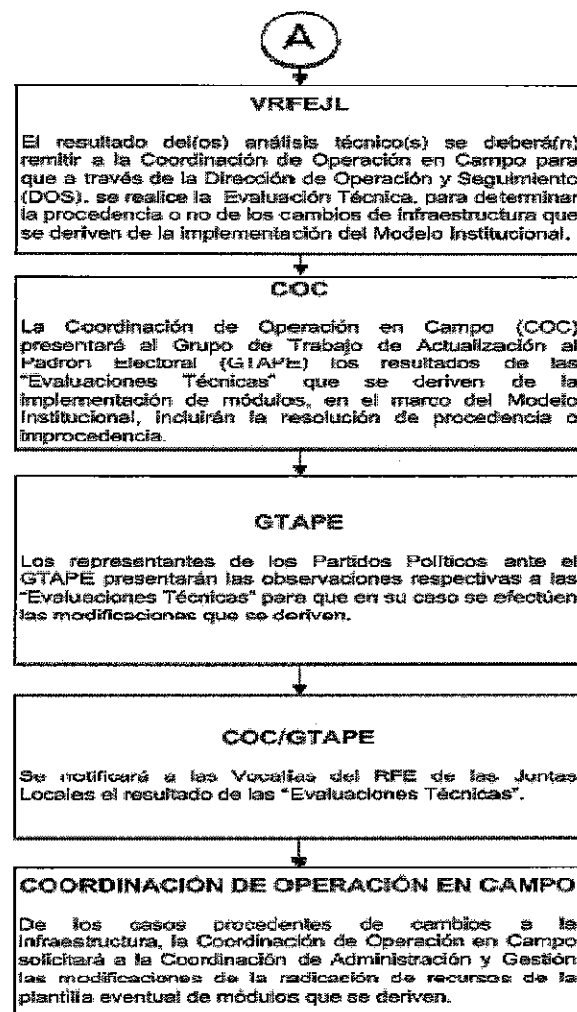 A
VRFEJL
El resultado del(os) análisis técnico(s) se deberá(n)
remitir a la Coordinación de Operación en Campo para
que a través de la Dirección de Operación y Seguimiento
(DOS), se realice la Evaluación Técnica, para determinar
la procedencia o no de los cambios de infraestructura que
se deriven de la implementación del Modelo Institucional.
COC
La Coordinación de Operación en Campo (COC)
presentará al Grupo de Trabajo de Actualización al
Padrón Electoral (GTAPE) los resultados de las
"Evaluaciones Técnicas" que se deriven de la
implementación de módulos, en el marco del Modelo
Institucional, incluirán la resolución de procedencia o
improcedencia.
GTAPE
Los representantes de los Partidos Políticos ante el
GTAPE presentarán las observaciones respectivas a las
"Evaluaciones Técnicas" para que en su caso se efectúen
las modificaciones que se deriven.
COC/GTAPE
Se notificará a las Vocalías del RFE de las Juntas
Locales el resultado de las "Evaluaciones Técnicas".
COORDINACIÓN DE OPERACIÓN EN CAMPO
De los casos procedentes de cambios a la
infraestructura, la Coordinación de Operación en Campo
solicitará a la Coordinación de Administración y Gestión
las modificaciones de la radicación de recursos de la
plantilla eventual de módulos que se deriven.